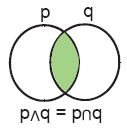 p q
p∧q = p∩q